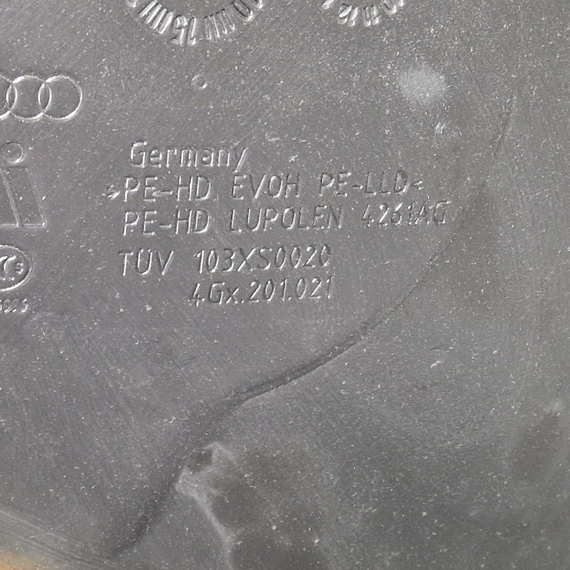 Germany
>PE-HD EVOH PE-LLD<
PE-HD LUPOLEN 4261AG
TÜV 103XS0020
4Gx.201.021